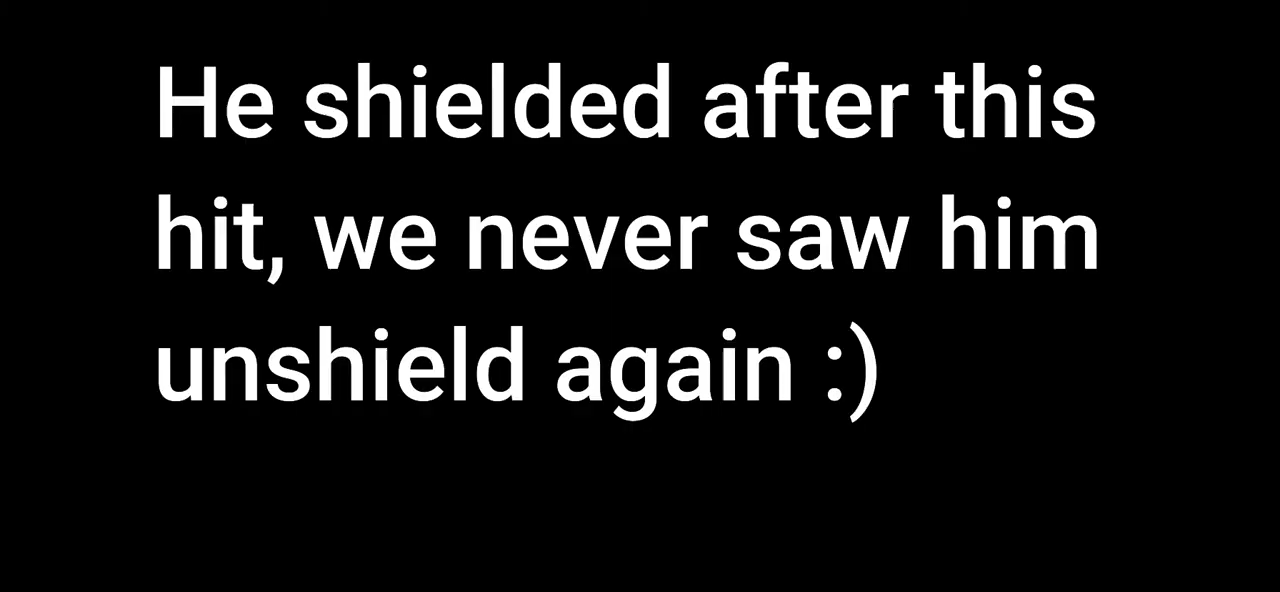 He shielded after this
hit, we never saw him
unshield again :)